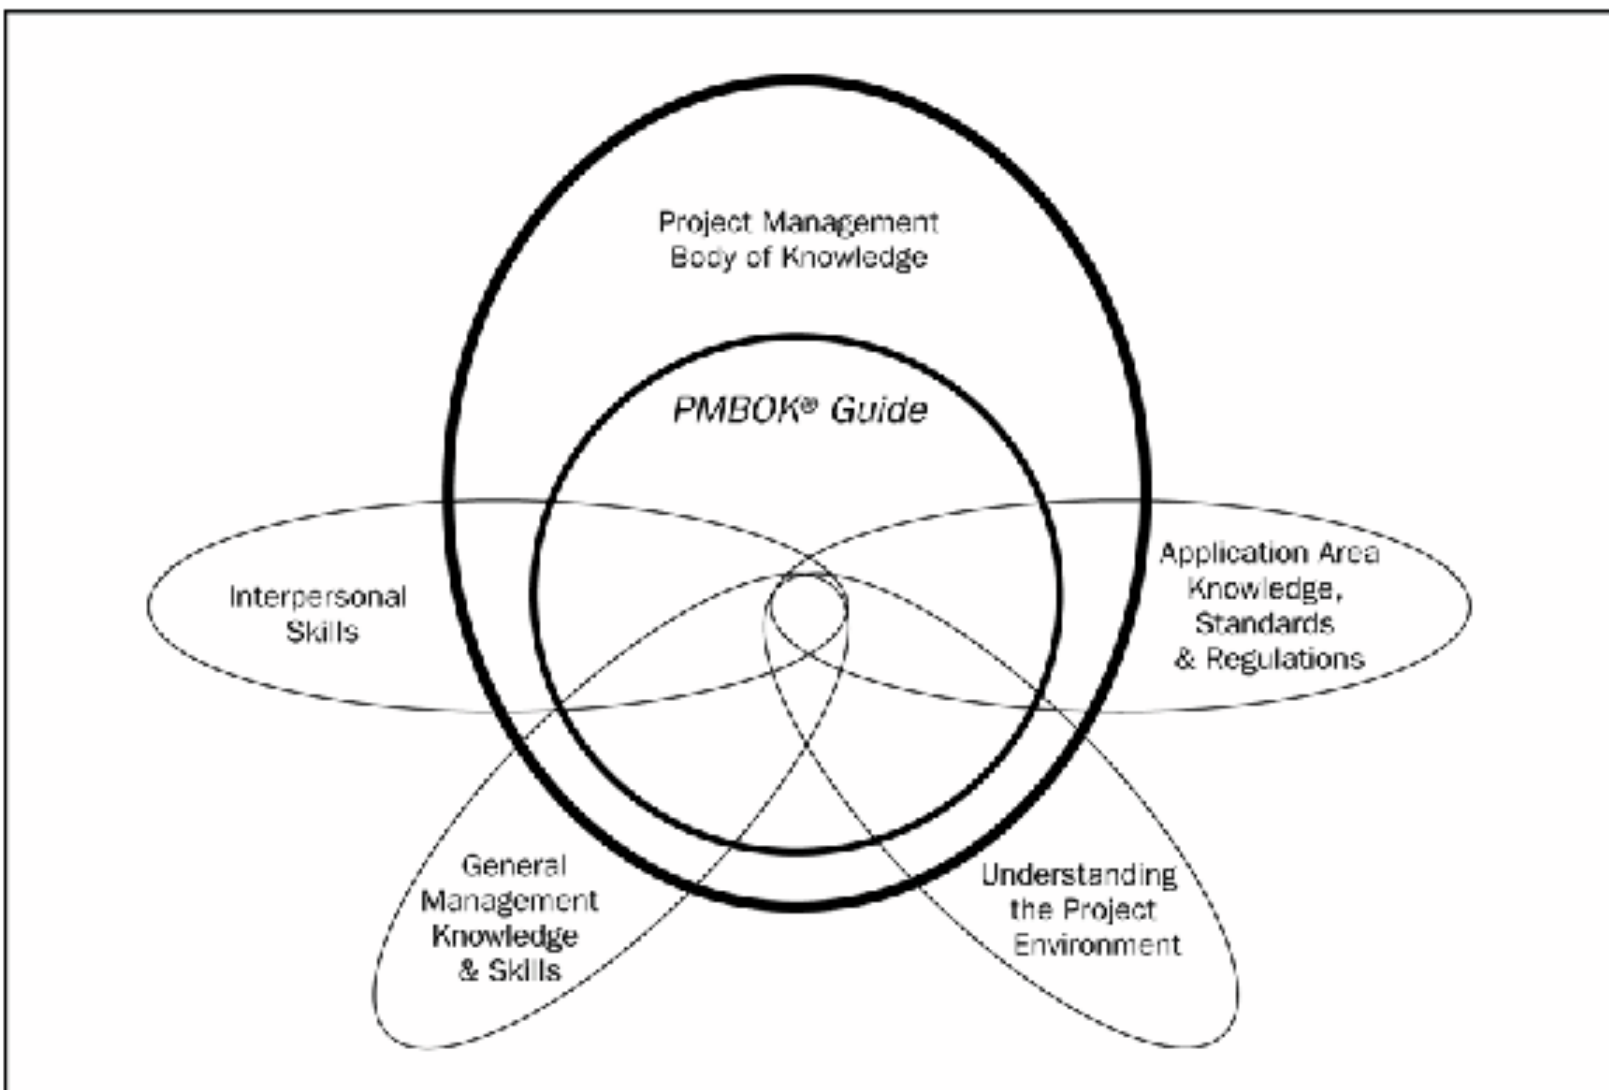 Project Management
Body of Knowledge
PMBOK® Guide
Interpersonal
Skills
Application Area
Knowledge,
Standards
& Regulations
General
Management
Knowledge
& Skills
Understanding
the Project
Environment